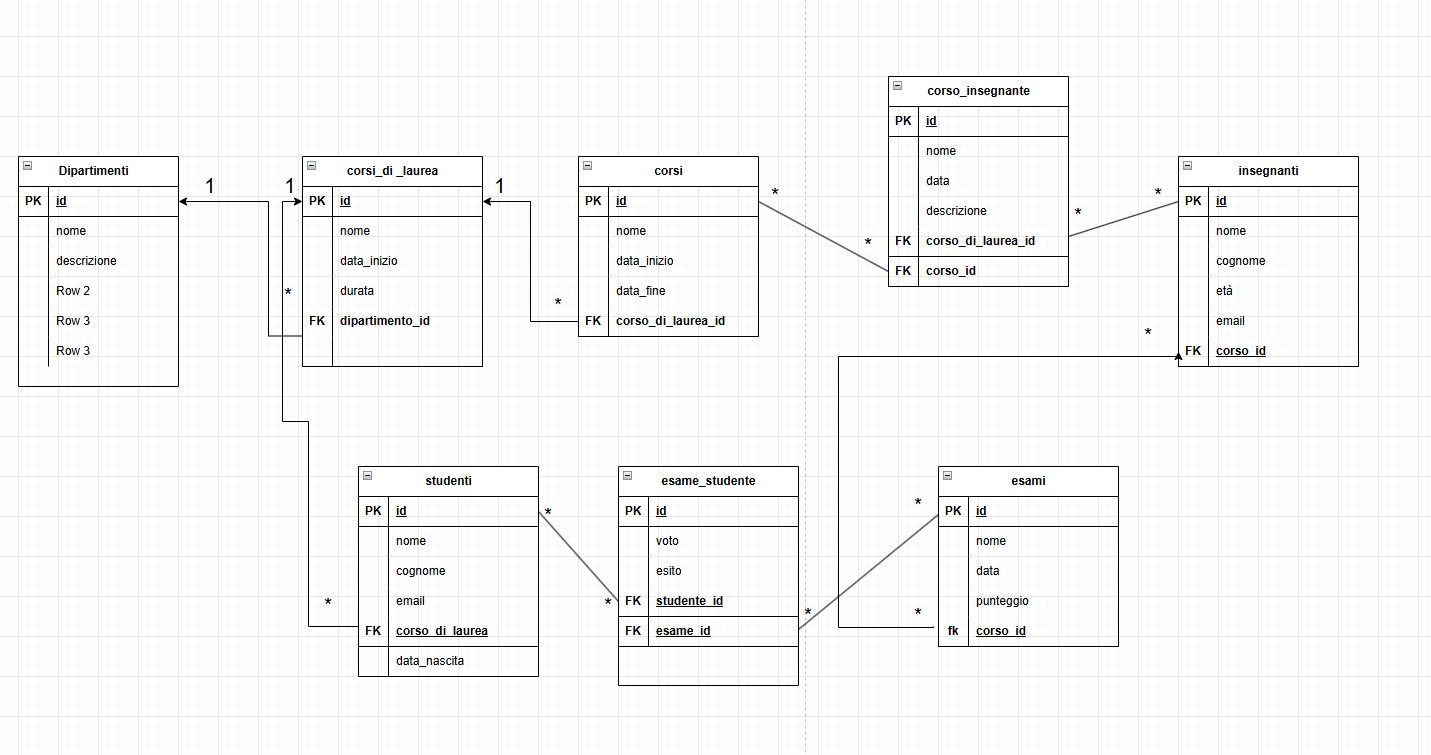 corso_insegnante
PK id
nome
data
descrizione
FK corso_di_laurea_id
FK corso_id
Dipartimenti
PK id
nome
descrizione
Row 2
Row 3
Row 3
1
1
*
corsi_di _laurea
PK id
nome
data_inizio
durata
FK dipartimento_id
1
*
corsi
PK id
nome
data_inizio
data_fine
FK corso_di_laurea_id
*
*
*
*
insegnanti
PK id
nome
cognome
età
email
FK corso_id
*
*
studenti
PK id
nome
cognome
email
FK corso_di_laurea
data_nascita
*
*
esame_studente
PK id
voto
esito
FK studente_id
FK esame_id
*
*
*
esami
PK id
nome
data
punteggio
fk corso_id